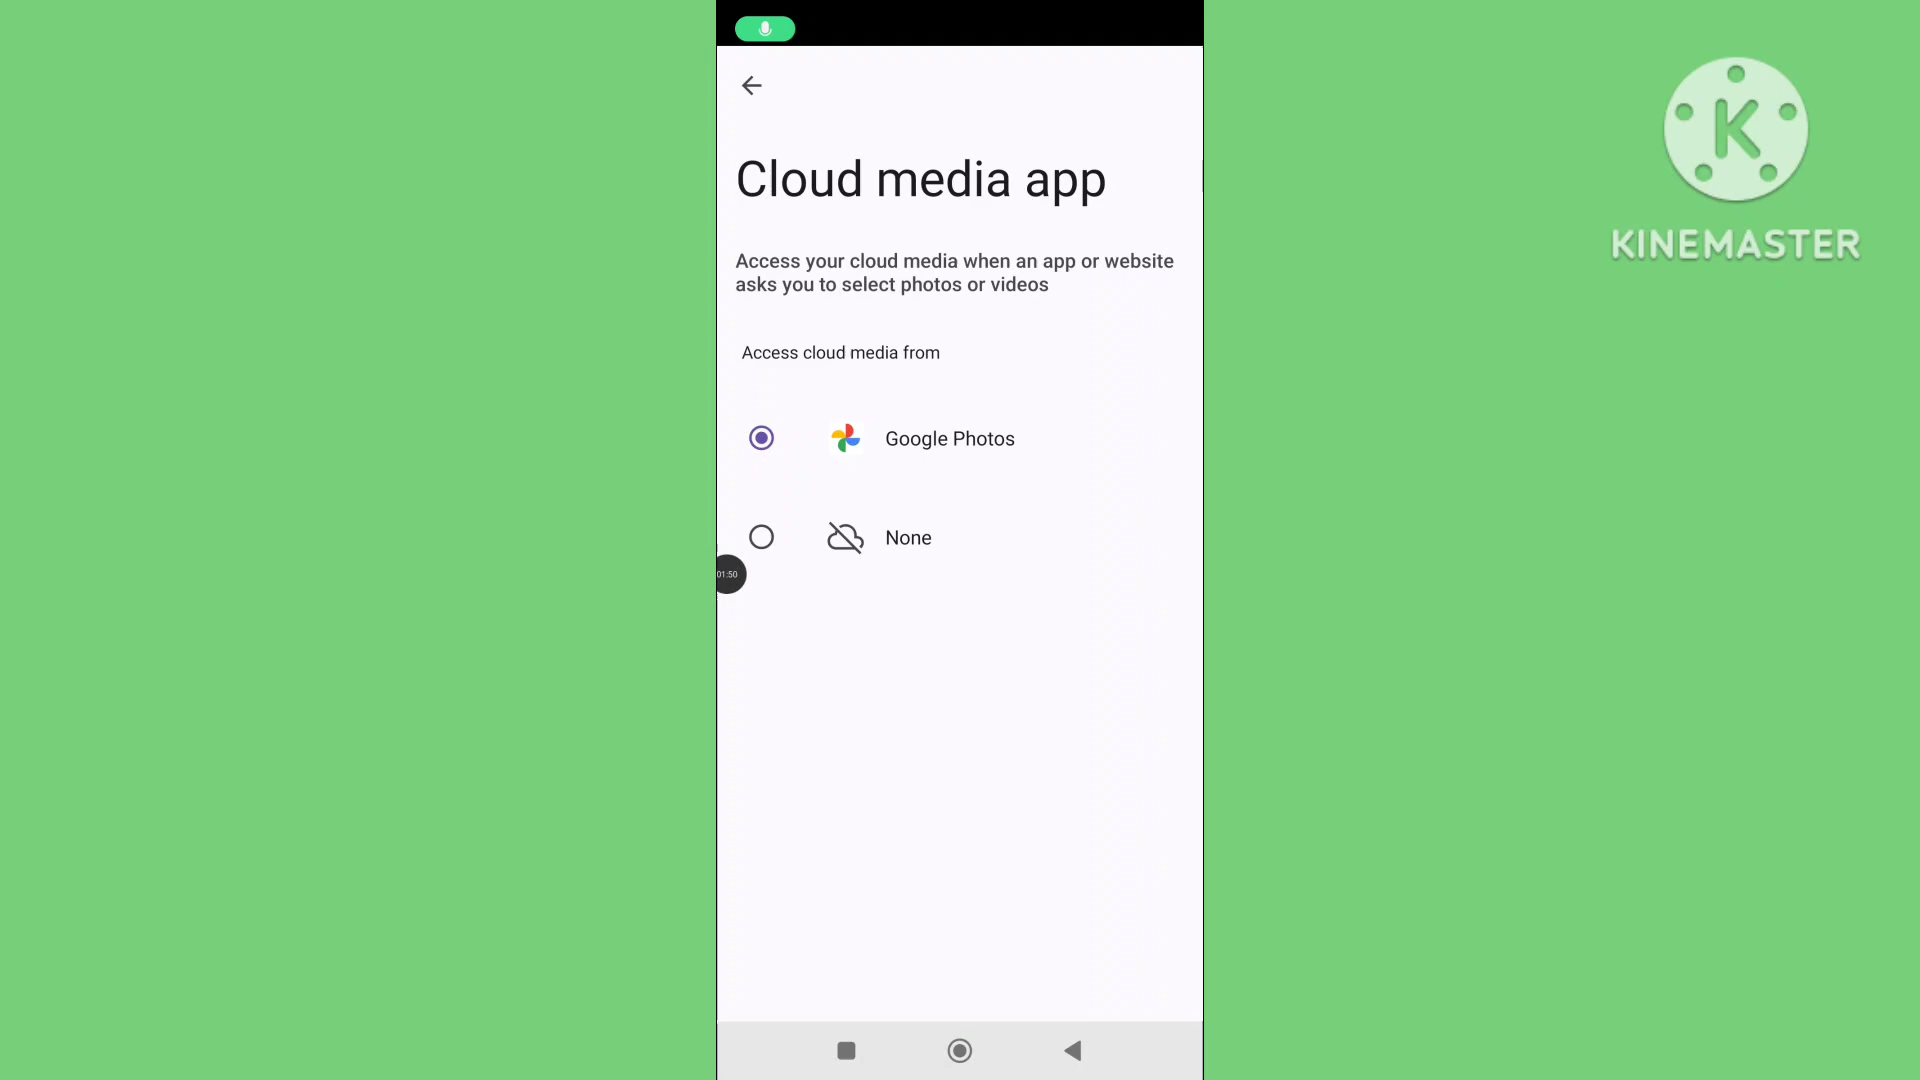 Cloud media app
Access your cloud media when an app or website
asks you to select photos or videos
Access cloud media from
Google Photos
None
01:50
K
KINEMASTER